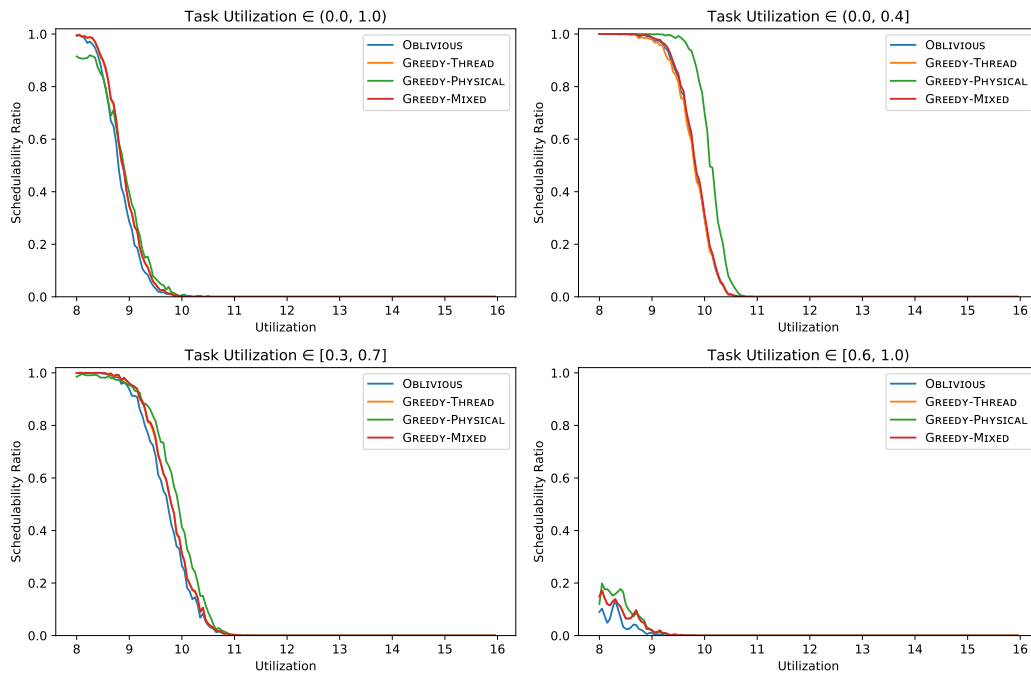 Task Utilization ∈ (0.0, 1.0)
Schedulability Ratio
1.0
0.8
0.6
0.4
0.2
0.0
Oblivious
Greedy-Thread
Greedy-Physical
Greedy-Mixed
8 9 10 11 12 13 14 15 16
Utilization
Task Utilization ∈ (0.0, 0.4]
Schedulability Ratio
1.0
0.8
0.6
0.4
0.2
0.0
Oblivious
Greedy-Thread
Greedy-Physical
Greedy-Mixed
8 9 10 11 12 13 14 15 16
Utilization
Task Utilization ∈ [0.3, 0.7]
Schedulability Ratio
1.0
0.8
0.6
0.4
0.2
0.0
Oblivious
Greedy-Thread
Greedy-Physical
Greedy-Mixed
8 9 10 11 12 13 14 15 16
Utilization
Task Utilization ∈ [0.6, 1.0)
Schedulability Ratio
1.0
0.8
0.6
0.4
0.2
0.0
Oblivious
Greedy-Thread
Greedy-Physical
Greedy-Mixed
8 9 10 11 12 13 14 15 16
Utilization